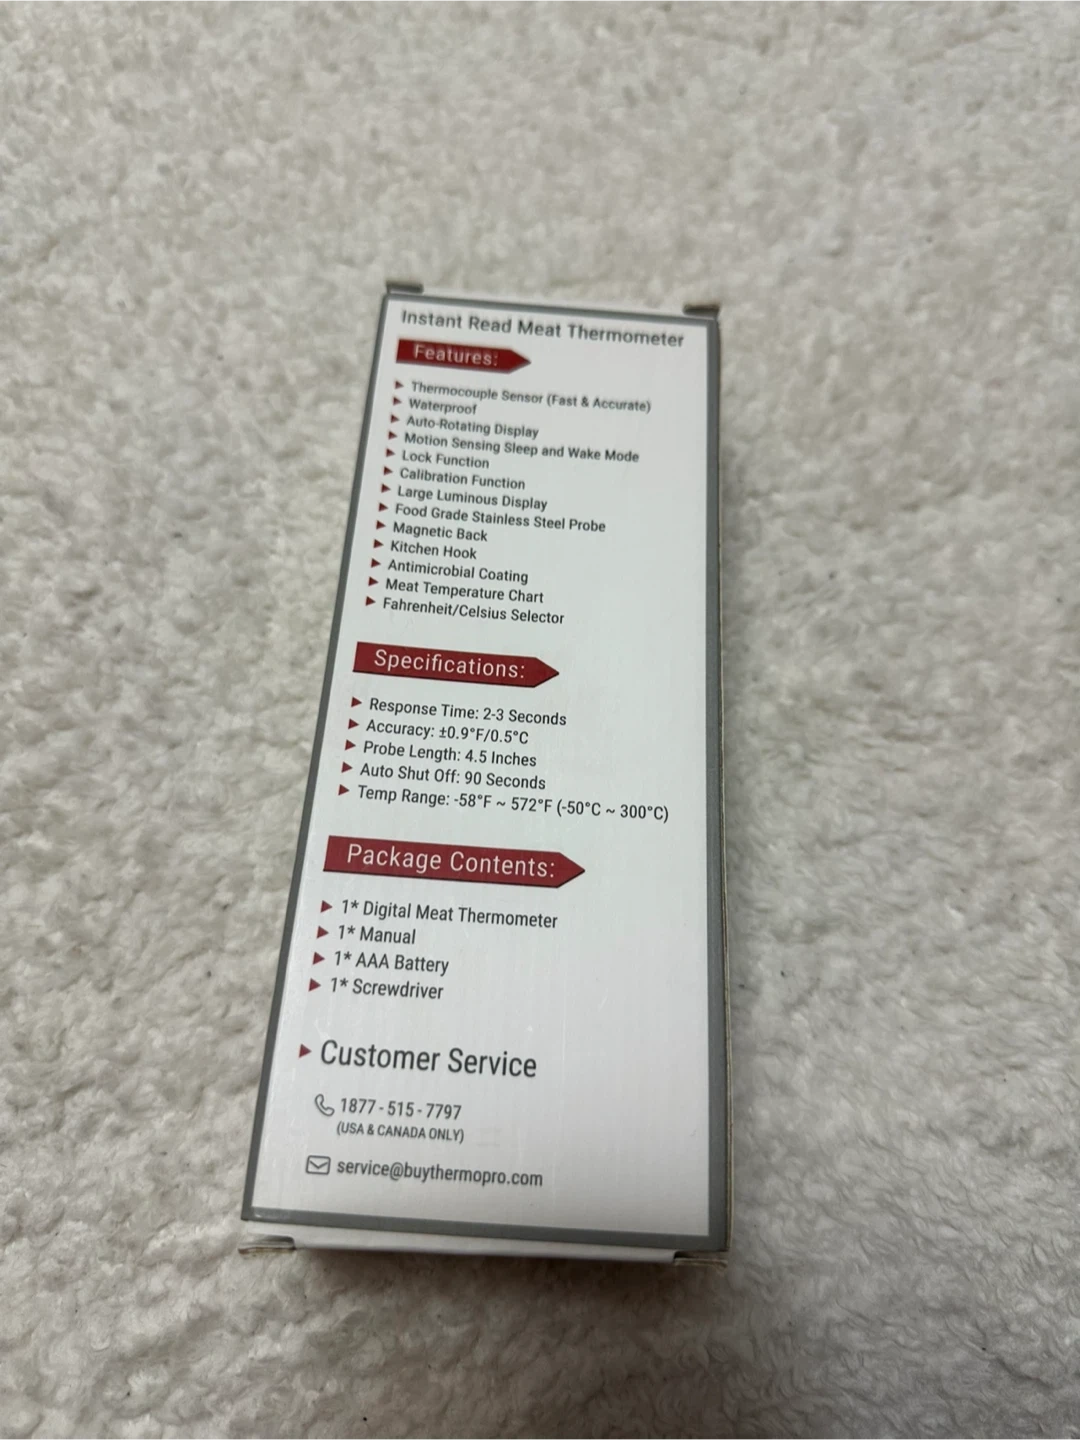 Instant Read Meat Thermometer
Features:
Thermocouple Sensor (Fast & Accurate)
Waterproof
Auto-Rotating Display
Motion Sensing Sleep and Wake Mode
Lock Function
Calibration Function
Large Luminous Display
Food Grade Stainless Steel Probe
Magnetic Back
Kitchen Hook
Antimicrobial Coating
Meat Temperature Chart
Fahrenheit/Celsius Selector
Specifications:
Response Time: 2-3 Seconds
Accuracy: ±0.9°F/0.5°C
Probe Length: 4.5 Inches
Auto Shut Off: 90 Seconds
Temp Range: -58°F ~ 572°F (-50°C ~ 300°C)
Package Contents:
1* Digital Meat Thermometer
1* Manual
1* AAA Battery
1* Screwdriver
Customer Service
1877-515-7797
(USA & CANADA ONLY)
service@buythermopro.com